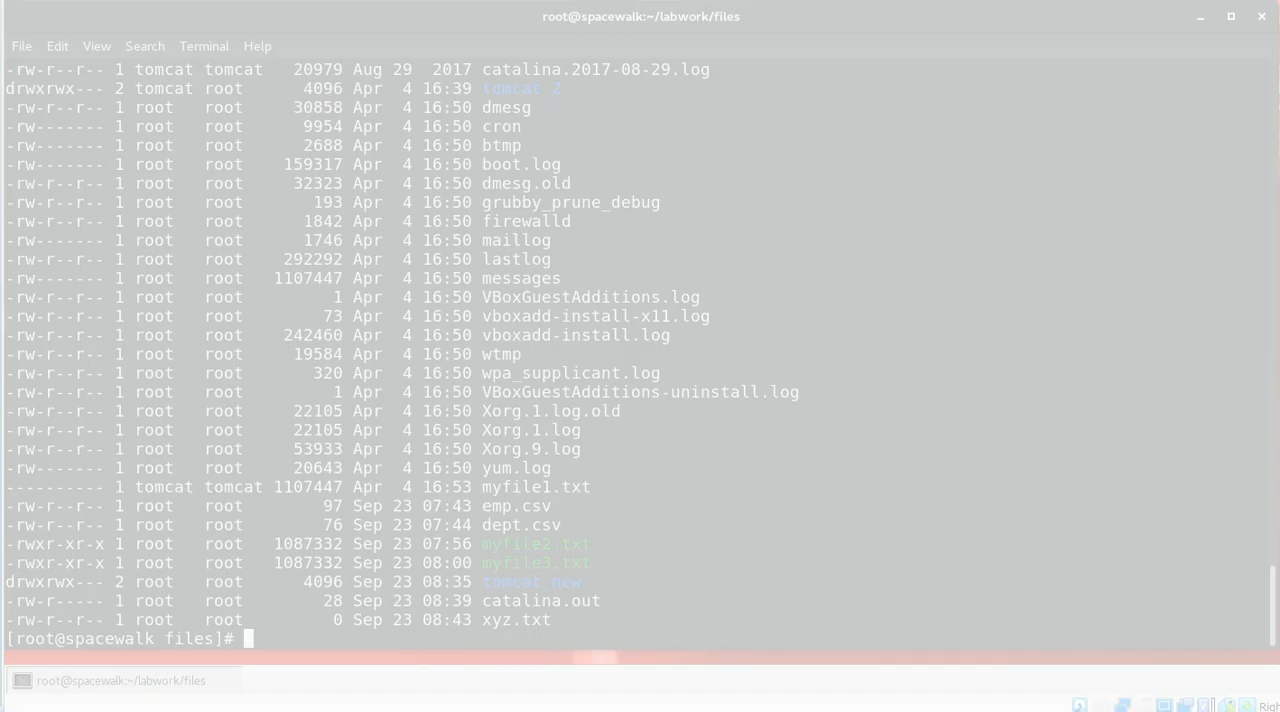 root@spacewalk:~/labwork/files
File Edit View Search Terminal Help
-rw-r--r-- 1 tomcat tomcat   20979 Aug 29  2017 catalina.2017-08-29.log
drwxrwx--- 2 tomcat root      4096 Apr  4 16:39 tomcat_2
-rw-r--r-- 1 root   root     30858 Apr  4 16:50 dmesg
-rw------- 1 root   root      9954 Apr  4 16:50 cron
-rw------- 1 root   root      2688 Apr  4 16:50 btmp
-rw------- 1 root   root    159317 Apr  4 16:50 boot.log
-rw-r--r-- 1 root   root     32323 Apr  4 16:50 dmesg.old
-rw-r--r-- 1 root   root       193 Apr  4 16:50 grubby_prune_debug
-rw-r--r-- 1 root   root      1842 Apr  4 16:50 firewalld
-rw------- 1 root   root      1746 Apr  4 16:50 maillog
-rw-r--r-- 1 root   root    292292 Apr  4 16:50 lastlog
-rw------- 1 root   root   1107447 Apr  4 16:50 messages
-rw-r--r-- 1 root   root         1 Apr  4 16:50 VBoxGuestAdditions.log
-rw-r--r-- 1 root   root        73 Apr  4 16:50 vboxadd-install-x11.log
-rw-r--r-- 1 root   root    242460 Apr  4 16:50 vboxadd-install.log
-rw-r--r-- 1 root   root     19584 Apr  4 16:50 wtmp
-rw-r--r-- 1 root   root       320 Apr  4 16:50 wpa_supplicant.log
-rw-r--r-- 1 root   root         1 Apr  4 16:50 VBoxGuestAdditions-uninstall.log
-rw-r--r-- 1 root   root     22105 Apr  4 16:50 Xorg.1.log.old
-rw-r--r-- 1 root   root     22105 Apr  4 16:50 Xorg.1.log
-rw-r--r-- 1 root   root     53933 Apr  4 16:50 Xorg.9.log
-rw------- 1 root   root     20643 Apr  4 16:50 yum.log
---------- 1 tomcat tomcat 1107447 Apr  4 16:53 myfile1.txt
-rw-r--r-- 1 root   root        97 Sep 23 07:43 emp.csv
-rw-r--r-- 1 root   root        76 Sep 23 07:44 dept.csv
-rwxr-xr-x 1 root   root   1087332 Sep 23 07:56 myfile2.txt
-rwxr-xr-x 1 root   root   1087332 Sep 23 08:00 myfile3.txt
drwxrwx--- 2 root   root      4096 Sep 23 08:35 tomcat_new
-rw-r--r-- 1 root   root        28 Sep 23 08:39 catalina.out
-rw-r--r-- 1 root   root         0 Sep 23 08:43 xyz.txt
[root@spacewalk files]#
root@spacewalk:~/labwork/files